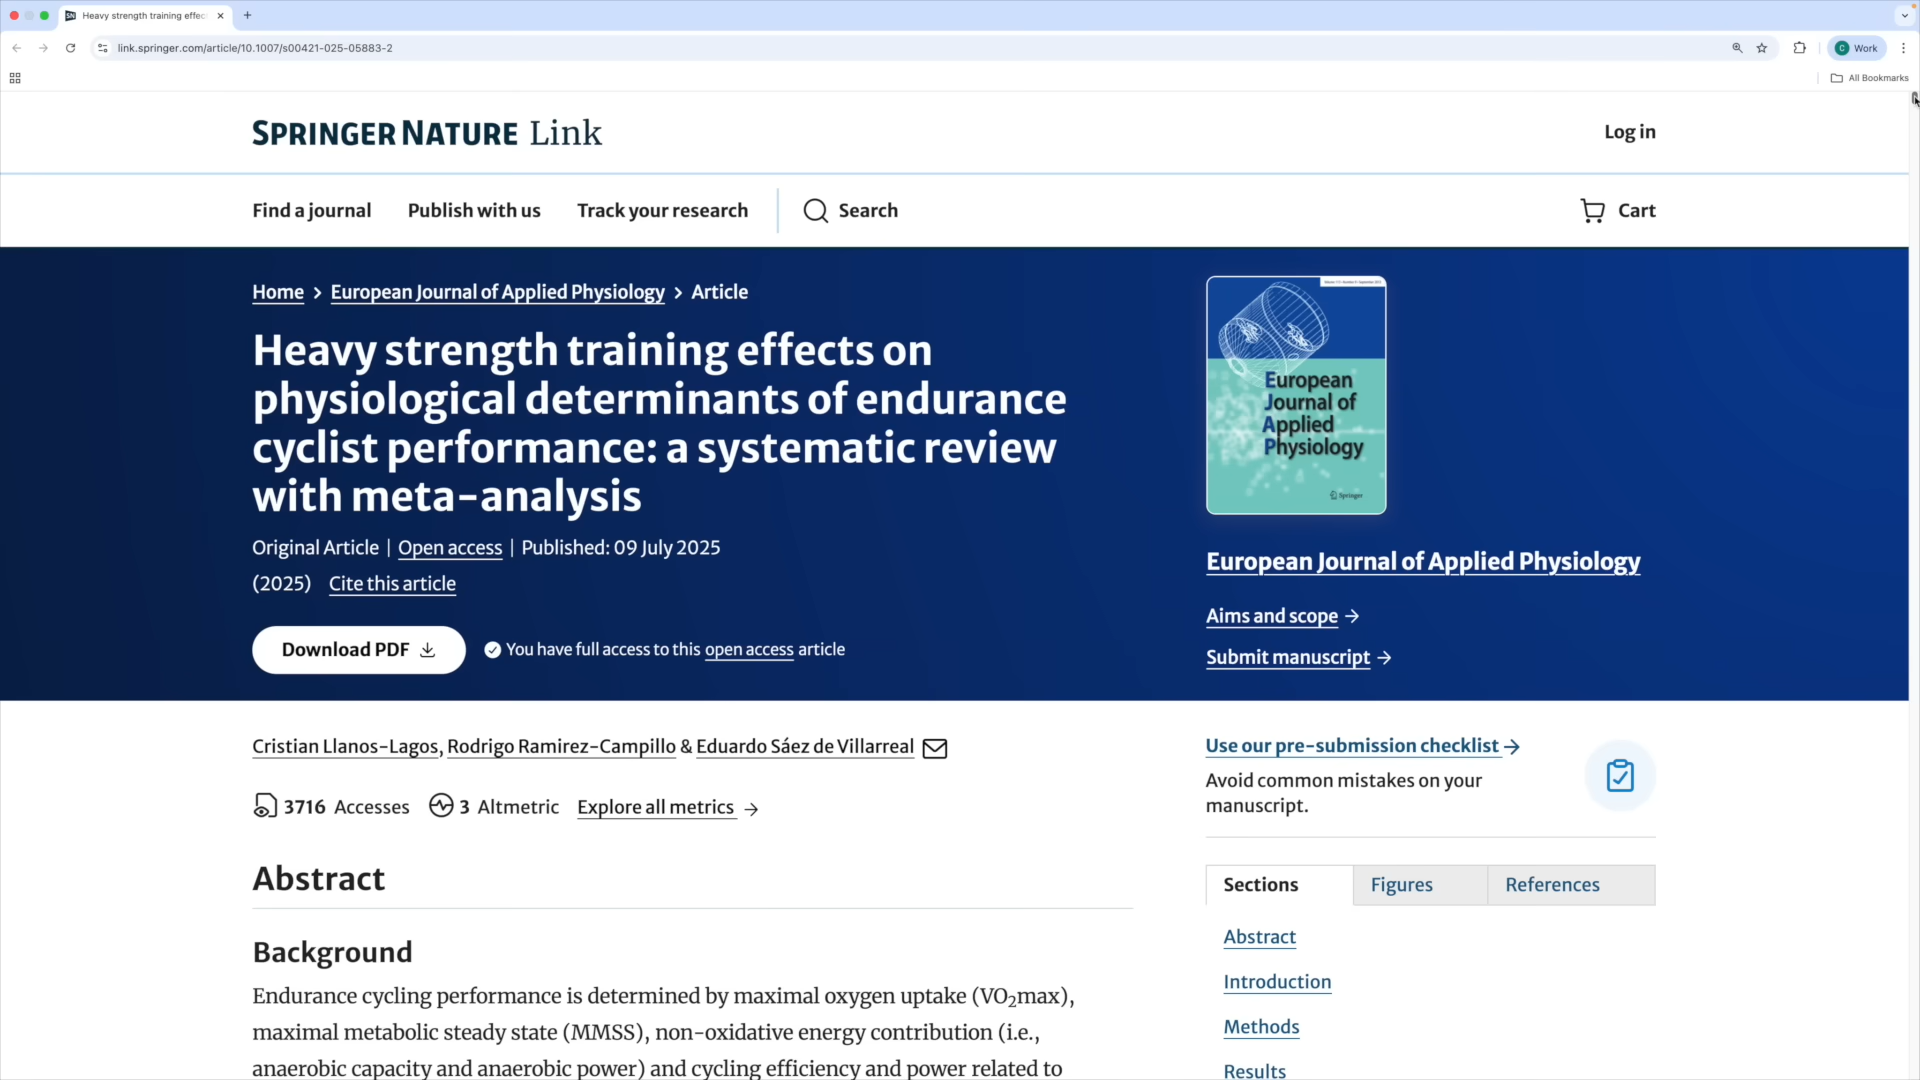 Heavy strength training effec
link.springer.com/article/10.1007/s00421-025-05883-2
C Work
All Bookmarks
SPRINGER NATURE Link
Log in
Find a journal
Publish with us
Track your research
Search
Cart
Home > European Journal of Applied Physiology > Article
Heavy strength training effects on
physiological determinants of endurance
cyclist performance: a systematic review
with meta-analysis
Original Article | Open access | Published: 09 July 2025
(2025) Cite this article
Download PDF
You have full access to this open access article
European
Journal of
Applied
Physiology
Springer
European Journal of Applied Physiology
Aims and scope →
Submit manuscript →
Cristian Llanos-Lagos, Rodrigo Ramirez-Campillo & Eduardo Sáez de Villarreal
3716 Accesses
3 Altmetric
Explore all metrics →
Use our pre-submission checklist →
Avoid common mistakes on your
manuscript.
Abstract
Background
Endurance cycling performance is determined by maximal oxygen uptake (VO₂max),
maximal metabolic steady state (MMSS), non-oxidative energy contribution (i.e.,
anaerobic capacity and anaerobic power) and cycling efficiency and power related to
Sections
Figures
References
Abstract
Introduction
Methods
Results